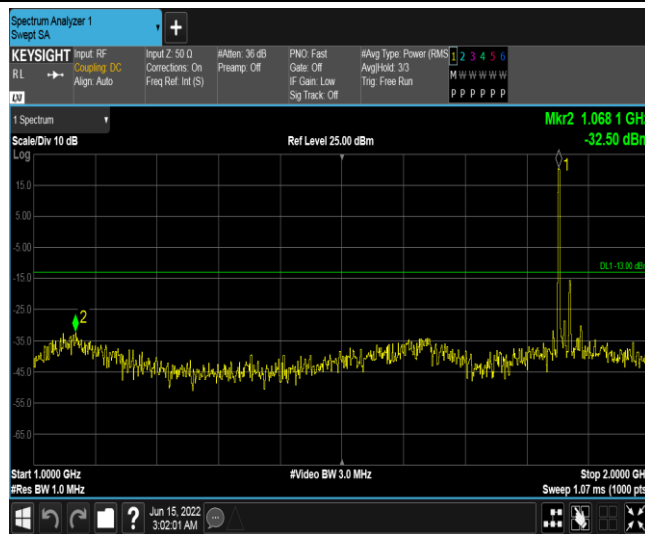 Spectrum Analyzer 1
Swept SA
+
KEYSIGHT
RL
LXI
Input: RF
Coupling: DC
Align: Auto
Input Z: 50 Ω
Corrections: On
Freq Ref: Int (S)
#Atten: 36 dB
Preamp: Off
PNO: Fast
Gate: Off
IF Gain: Low
Sig Track: Off
#Avg Type: Power (RMS
Avg|Hold: 3/3
Trig: Free Run
1 2 3 4 5 6
M W W W W W
P P P P P P
1 Spectrum
Mkr2 1.068 1 GHz
Scale/Div 10 dB
Ref Level 25.00 dBm
-32.50 dBm
Log
1
15.0
5.00
-5.00
DL1 -13.00 dBm
-15.0
-25.0
2
-35.0
-45.0
-55.0
-65.0
Start 1.0000 GHz
#Video BW 3.0 MHz
Stop 2.0000 GHz
#Res BW 1.0 MHz
Sweep 1.07 ms (1000 pts
?
Jun 15, 2022
3:02:01 AM